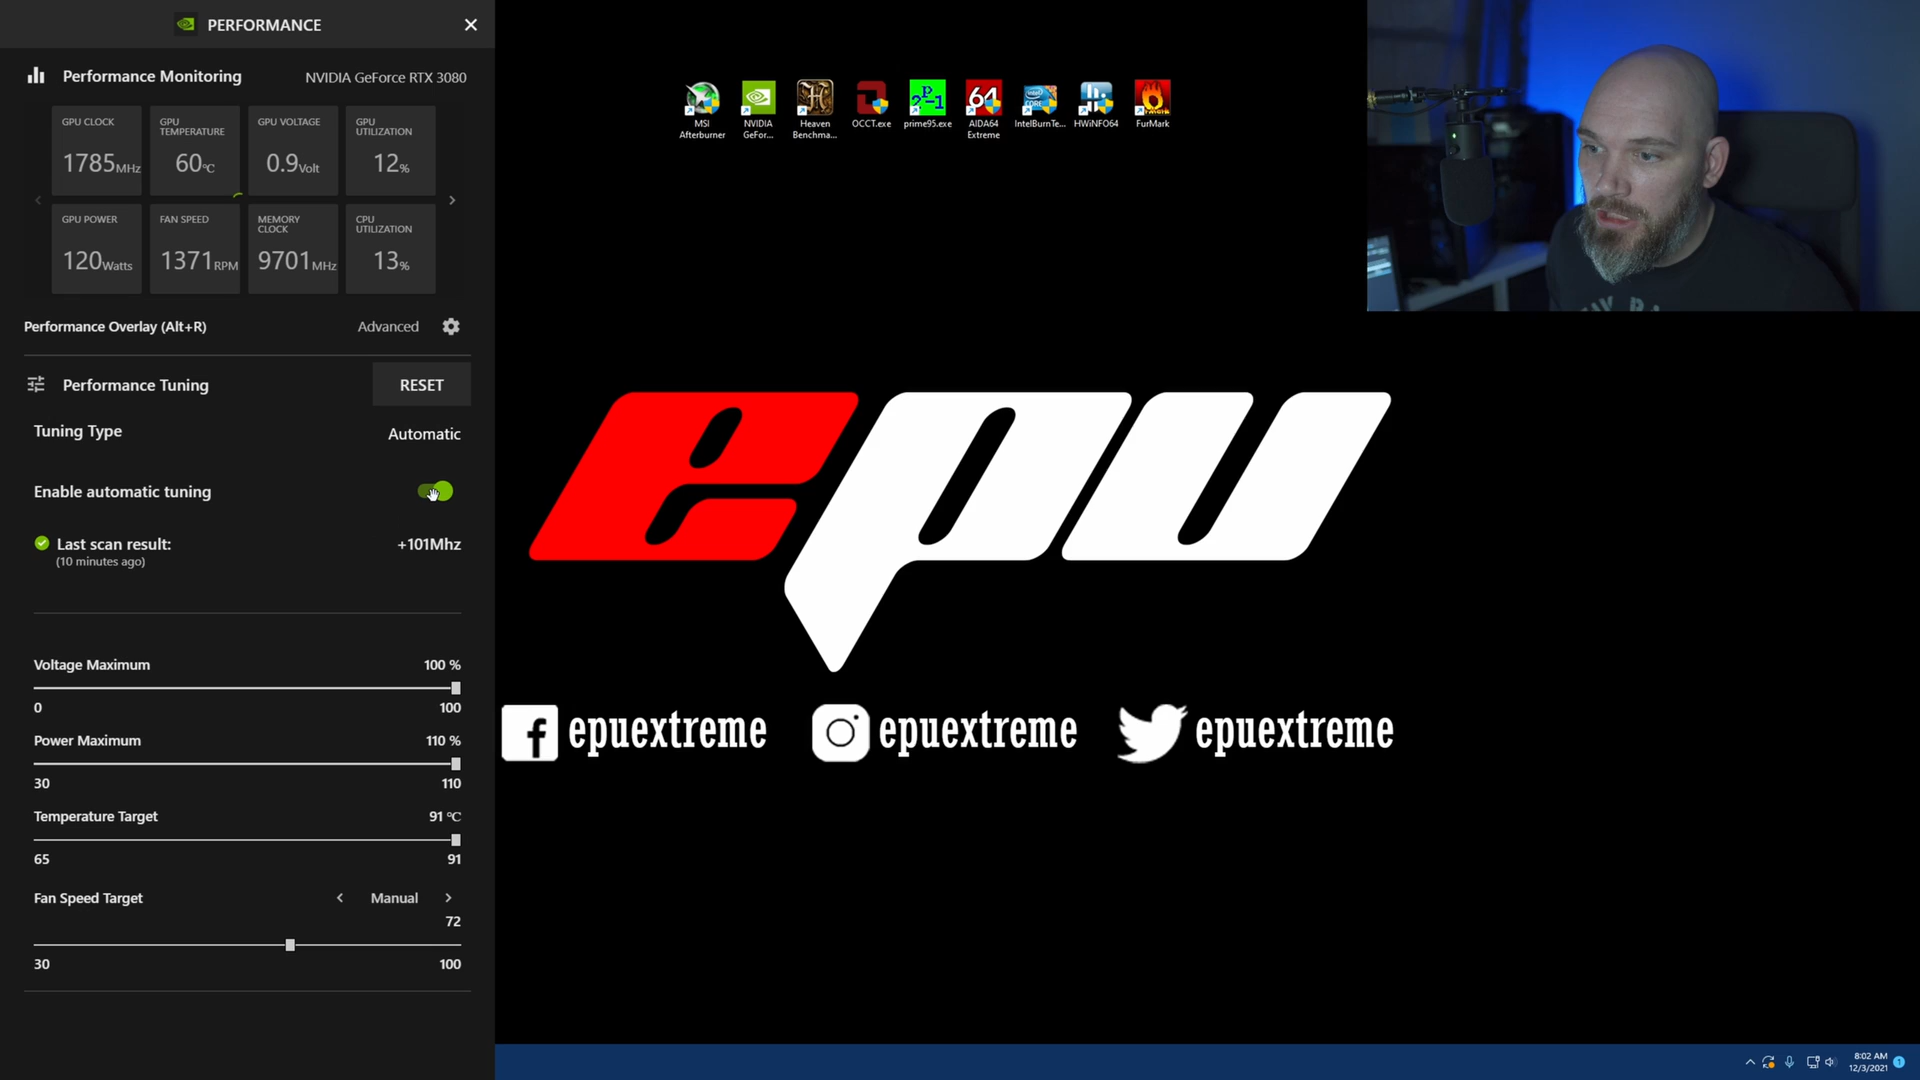 PERFORMANCE
Performance Monitoring
NVIDIA GeForce RTX 3080
GPU CLOCK
1785MHz
GPU TEMPERATURE
60°C
GPU VOLTAGE
0.9Volt
GPU UTILIZATION
12%
GPU POWER
120Watts
FAN SPEED
1371RPM
MEMORY CLOCK
9701MHz
CPU UTILIZATION
13%
Performance Overlay (Alt+R)
Advanced
Performance Tuning
RESET
Tuning Type
Automatic
Enable automatic tuning
Last scan result:
+101Mhz
(10 minutes ago)
Voltage Maximum
100 %
0
100
Power Maximum
110 %
30
110
Temperature Target
91 °C
65
91
Fan Speed Target
Manual
72
30
100
MSI
Afterburner
NVIDIA
GeFor...
Heaven
Benchma...
OCCT.exe
prime95.exe
64
AIDA64
Extreme
IntelBurnTe...
HWiNFO64
FurMark
epu
epuextreme
epuextreme
epuextreme
8:02 AM
12/3/2021
1